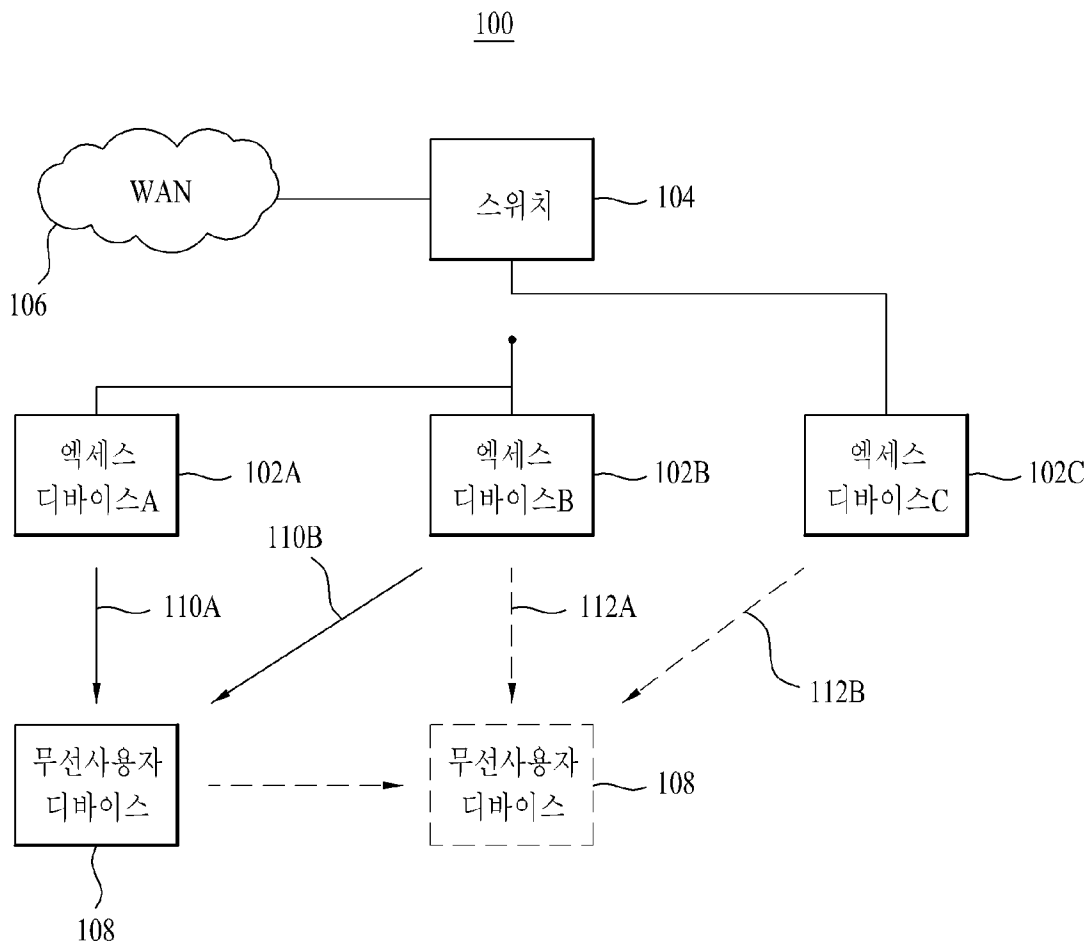 100
WAN
스위치
104
106
엑세스
디바이스A
102A
엑세스
디바이스B
102B
엑세스
디바이스C
102C
110B
110A
112A
112B
무선사용자
디바이스
무선사용자
디바이스
108
108